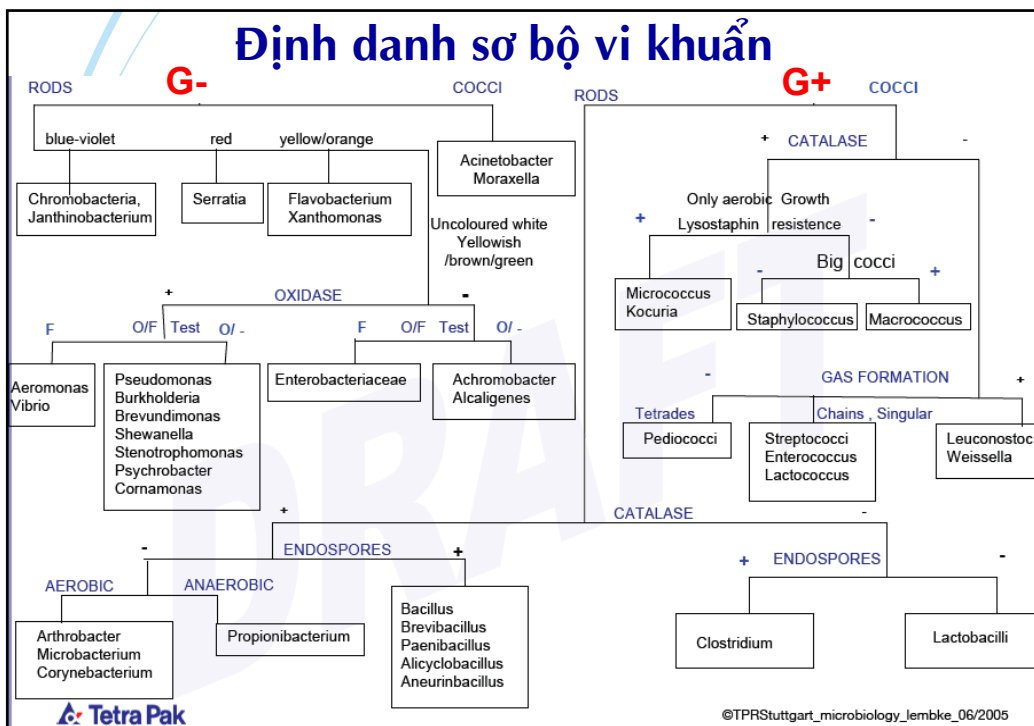 Định danh sơ bộ vi khuẩn
G-
RODS
COCCI
blue-violet
red
yellow/orange
Chromobacteria,
Janthinobacterium
Serratia
Flavobacterium
Xanthomonas
Acinetobacter
Moraxella
Uncoloured white
Yellowish
/brown/green
+
OXIDASE
-
F
O/F Test
O/ -
F
O/F Test
O/ -
Aeromonas
Vibrio
Pseudomonas
Burkholderia
Brevundimonas
Shewanella
Stenotrophomonas
Psychrobacter
Cornamonas
Enterobacteriaceae
Achromobacter
Alcaligenes
G+
RODS
COCCI
+
CATALASE
-
Only aerobic Growth
+
Lysostaphin resistence
-
Micrococcus
Kocuria
-
Big cocci
+
Staphylococcus
Macrococcus
-
GAS FORMATION
+
Tetrades
Chains , Singular
Pediococci
Streptococci
Enterococcus
Lactococcus
Leuconostoc
Weissella
+
CATALASE
-
-
ENDOSPORES
+
AEROBIC
ANAEROBIC
Arthrobacter
Microbacterium
Corynebacterium
Propionibacterium
Bacillus
Brevibacillus
Paenibacillus
Alicyclobacillus
Aneurinbacillus
+
ENDOSPORES
-
Clostridium
Lactobacilli
DRAFT
Tetra Pak
©TPRStuttgart_microbiology_lembke_06/2005